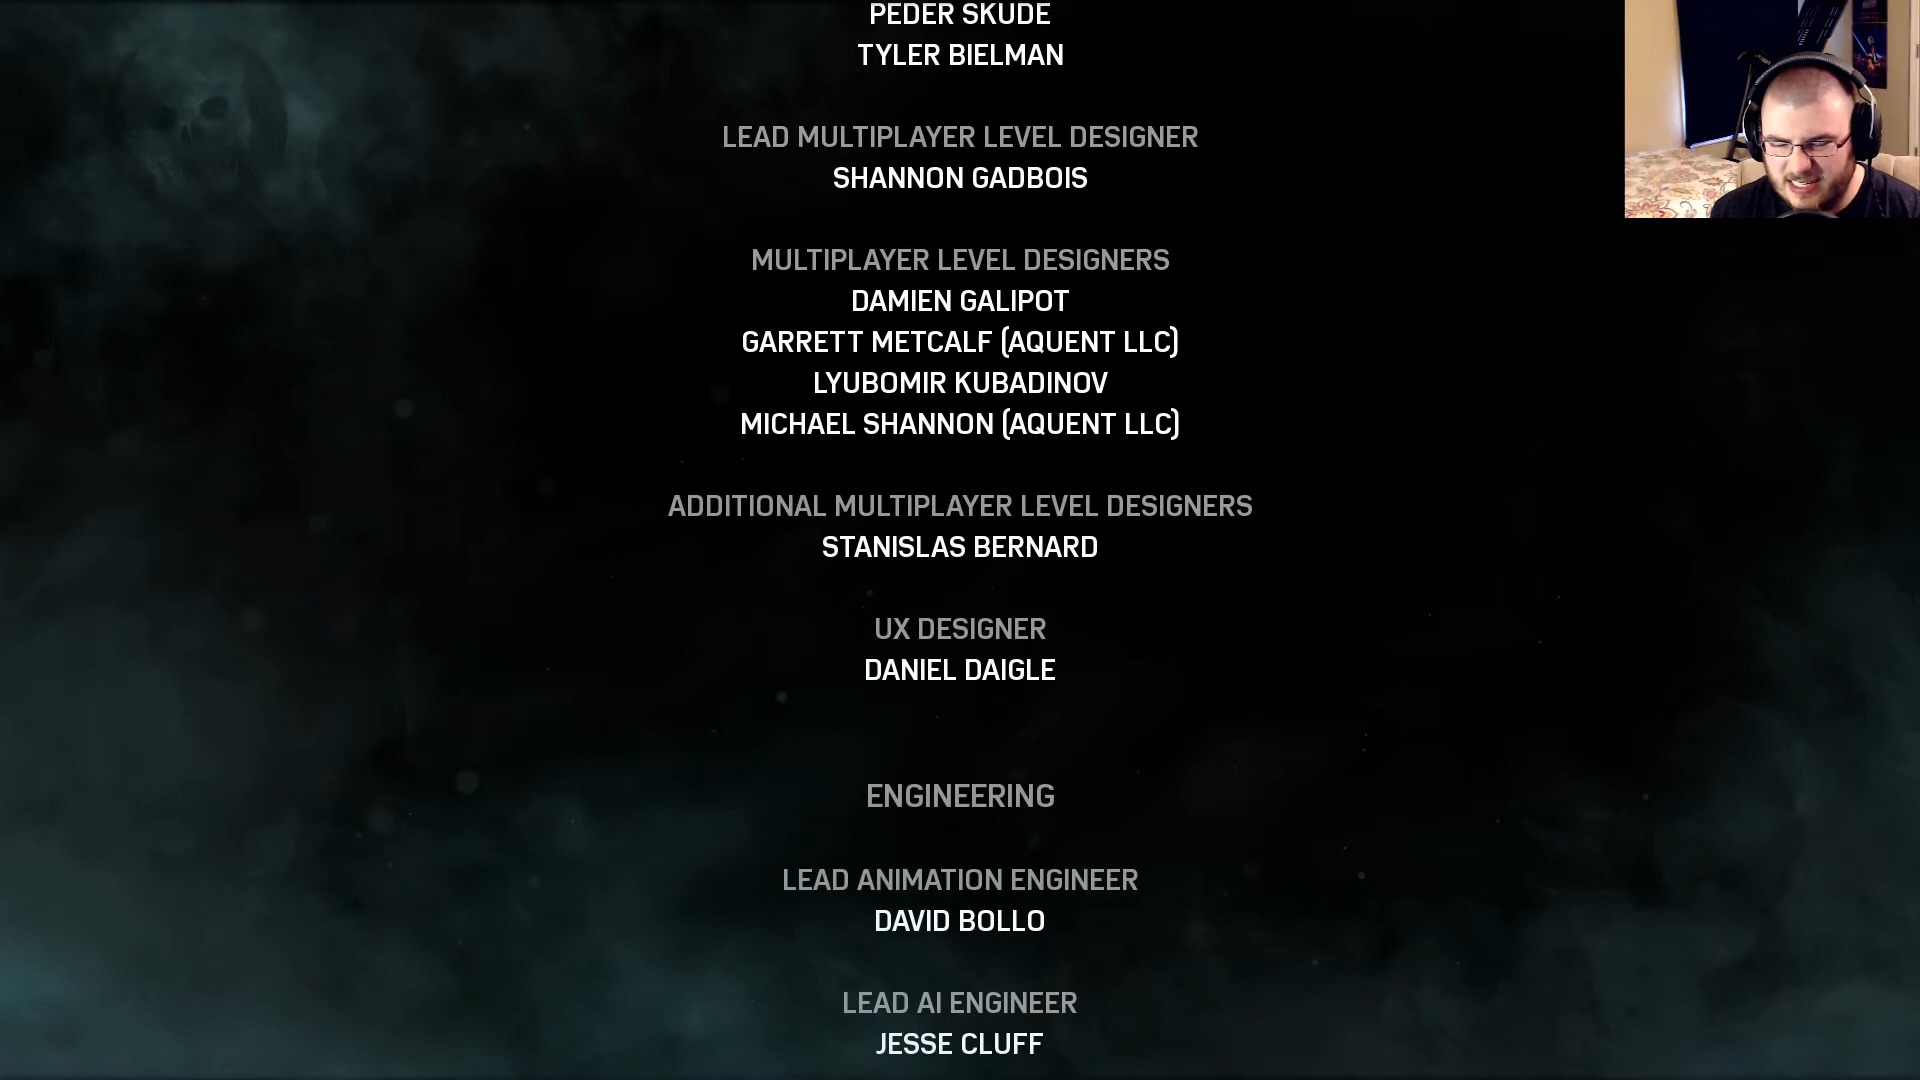 PEDER SKUDE
TYLER BIELMAN
LEAD MULTIPLAYER LEVEL DESIGNER
SHANNON GADBOIS
MULTIPLAYER LEVEL DESIGNERS
DAMIEN GALIPOT
GARRETT METCALF (AQUENT LLC)
LYUBOMIR KUBADINOV
MICHAEL SHANNON (AQUENT LLC)
ADDITIONAL MULTIPLAYER LEVEL DESIGNERS
STANISLAS BERNARD
UX DESIGNER
DANIEL DAIGLE
ENGINEERING
LEAD ANIMATION ENGINEER
DAVID BOLLO
LEAD AI ENGINEER
JESSE CLUFF